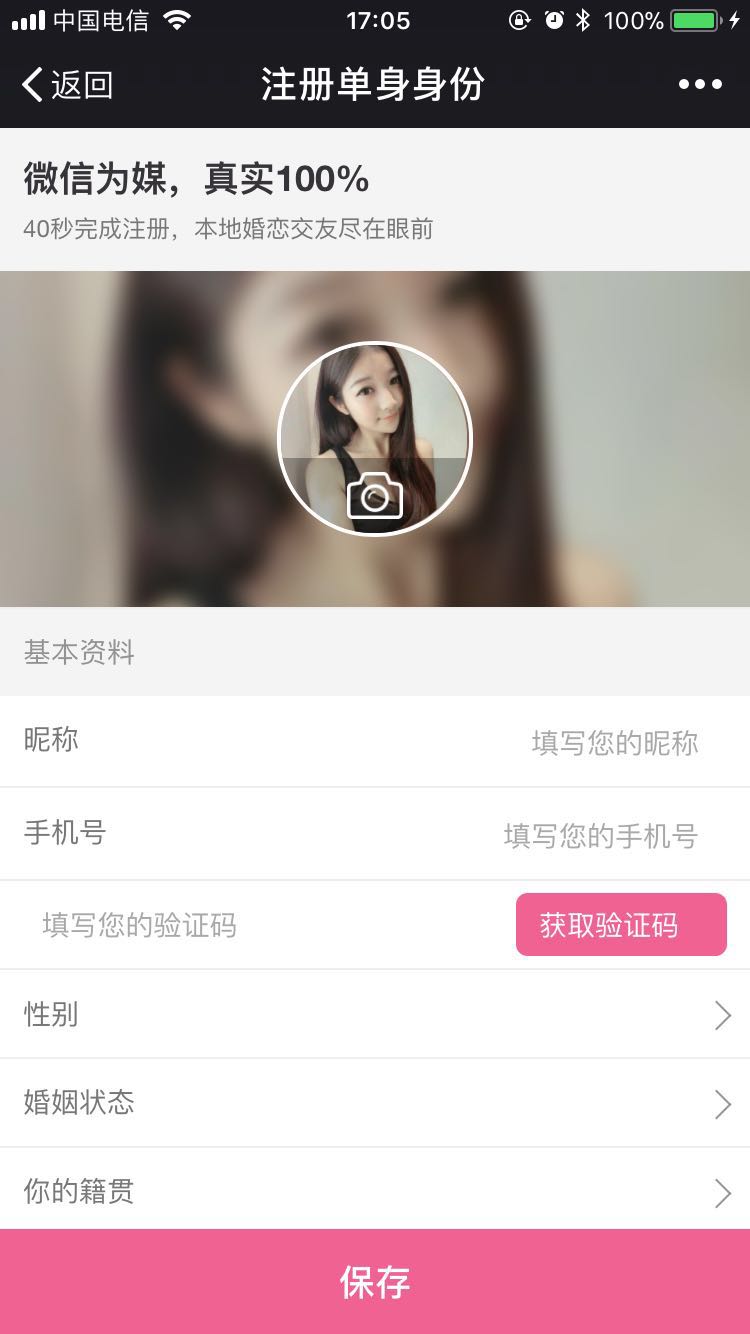 中国电信 17:05 100%
返回 注册单身身份
微信为媒，真实100%
40秒完成注册，本地婚恋交友尽在眼前
基本资料
昵称 填写您的昵称
手机号 填写您的手机号
填写您的验证码 获取验证码
性别
婚姻状态
你的籍贯
保存